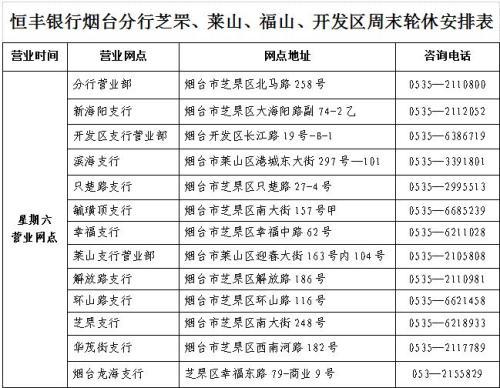 恒丰银行烟台分行芝罘、莱山、福山、开发区周末轮休安排表
营业时间 营业网点 网点地址 咨询电话
分行营业部 烟台市芝罘区北马路258号 0535—2110800
新海阳支行 烟台市芝罘区大海阳路副74-2乙 0535—2112052
开发区支行营业部 烟台开发区长江路19号-B-1 0535—6386719
滨海支行 烟台市莱山区港城东大街297号—101 0535—3391801
只楚路支行 烟台市芝罘区只楚路27-4号 0535—2995513
毓璜顶支行 烟台市芝罘区南大街157号甲 0535—6685239
星期六
营业网点
幸福支行 烟台市芝罘区幸福中路62号 0535—6211028
莱山支行营业部 烟台市莱山区迎春大街163号内104号 0535—2105808
解放路支行 烟台市芝罘区解放路186号 0535—2110981
环山路支行 烟台市芝罘区环山路116号 0535—6621458
芝罘支行 烟台市芝罘区南大街248号 0535—6218933
华茂街支行 烟台市芝罘区西南河路182号 0535—2117789
烟台龙海支行 芝罘区幸福东路79-商业9号 053-2155829